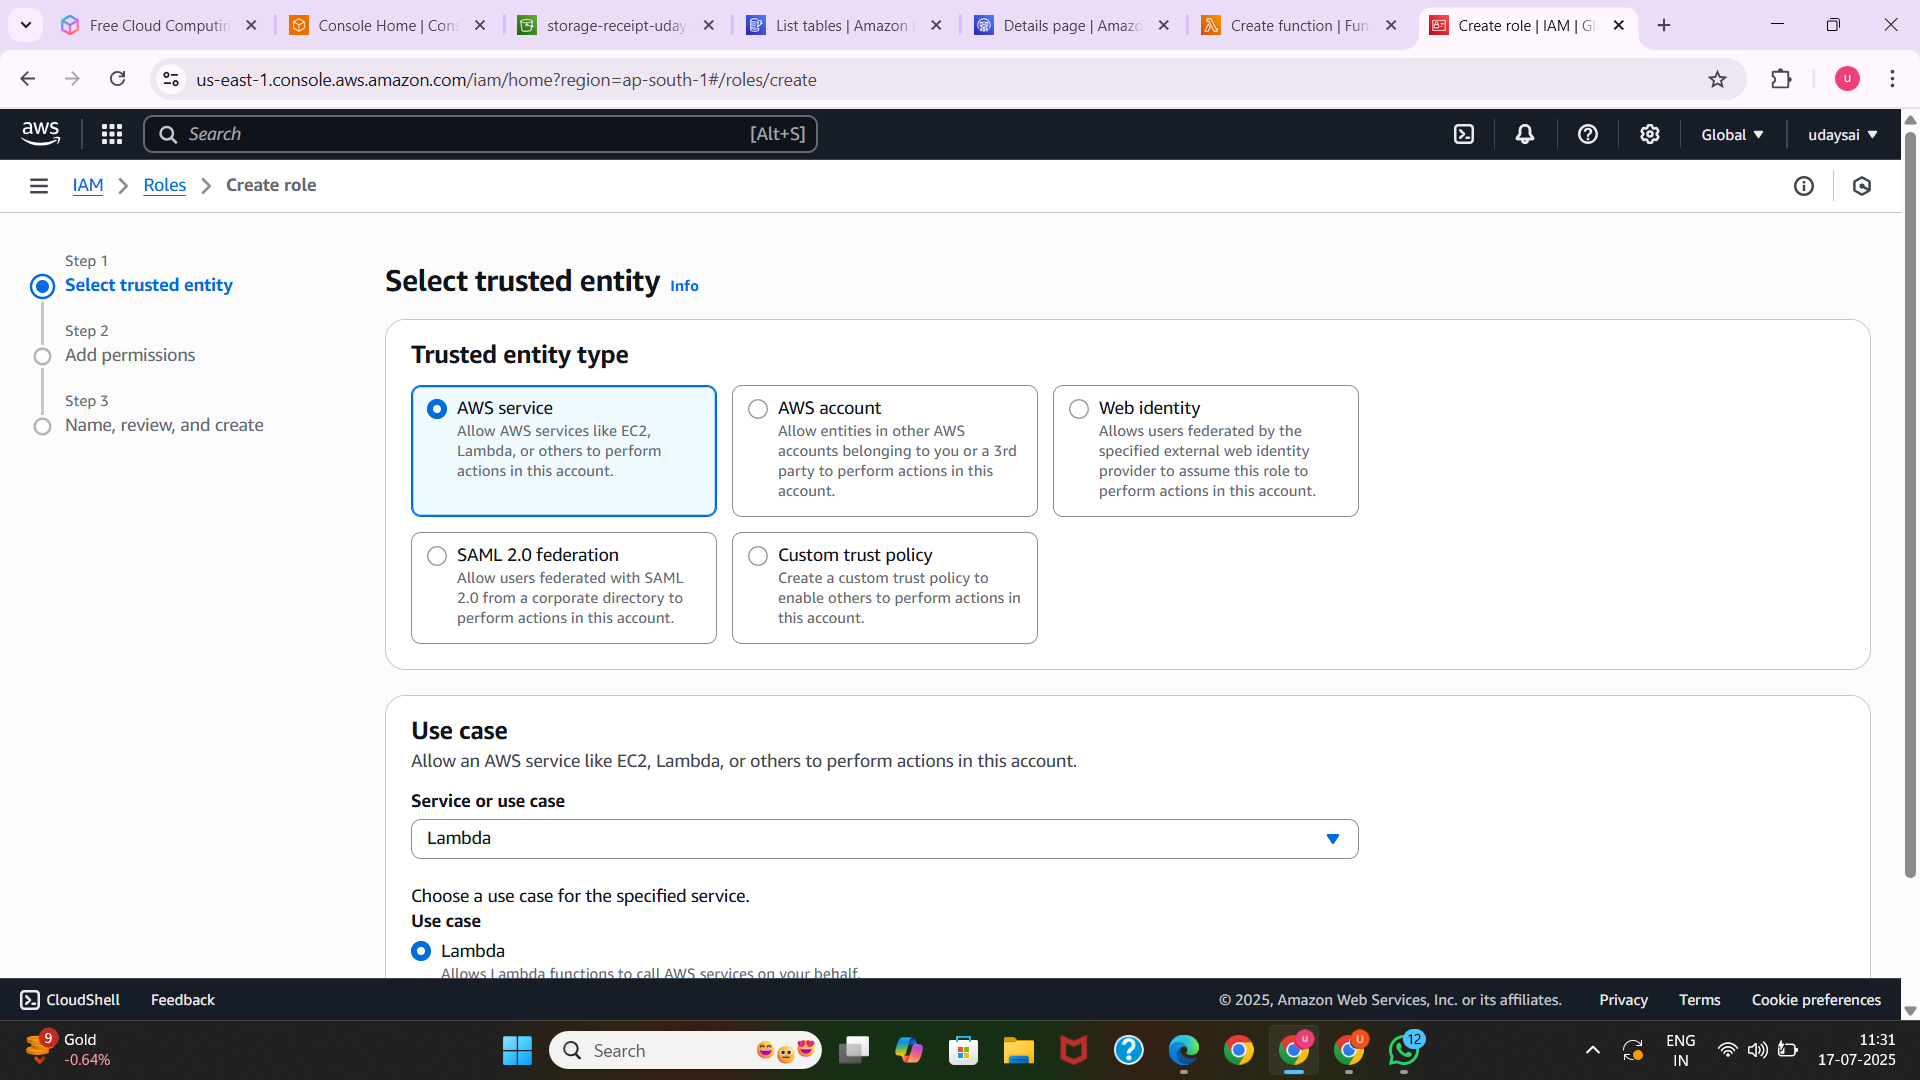 Free Cloud Computin
Console Home | Cons
storage-receipt-uday
List tables | Amazon
Details page | Amazo
Create function | Fun
Create role | IAM | Gl
us-east-1.console.aws.amazon.com/iam/home?region=ap-south-1#/roles/create
u
aws
Search
[Alt+S]
Global
udaysai
IAM
Roles
Create role
Step 1
Select trusted entity
Step 2
Add permissions
Step 3
Name, review, and create
Select trusted entity Info
Trusted entity type
AWS service
Allow AWS services like EC2,
Lambda, or others to perform
actions in this account.
AWS account
Allow entities in other AWS
accounts belonging to you or a 3rd
party to perform actions in this
account.
Web identity
Allows users federated by the
specified external web identity
provider to assume this role to
perform actions in this account.
SAML 2.0 federation
Allow users federated with SAML
2.0 from a corporate directory to
perform actions in this account.
Custom trust policy
Create a custom trust policy to
enable others to perform actions in
this account.
Use case
Allow an AWS service like EC2, Lambda, or others to perform actions in this account.
Service or use case
Lambda
Choose a use case for the specified service.
Use case
Lambda
Allows Lambda functions to call AWS services on your behalf.
CloudShell
Feedback
© 2025, Amazon Web Services, Inc. or its affiliates.
Privacy
Terms
Cookie preferences
9
Gold
-0.64%
Search
u
U
12
ENG
IN
11:31
17-07-2025